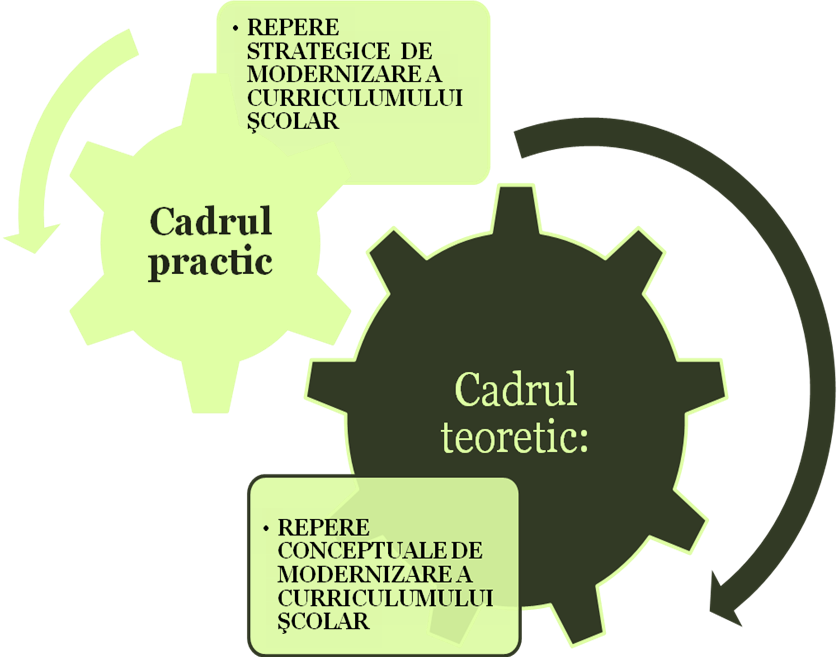 • REPERE
STRATEGICE DE
MODERNIZARE A
CURRICULUMULUI
ŞCOLAR
Cadrul
practic
Cadrul
teoretic:
• REPERE
CONCEPTUALE DE
MODERNIZARE A
CURRICULUMULUI
ŞCOLAR